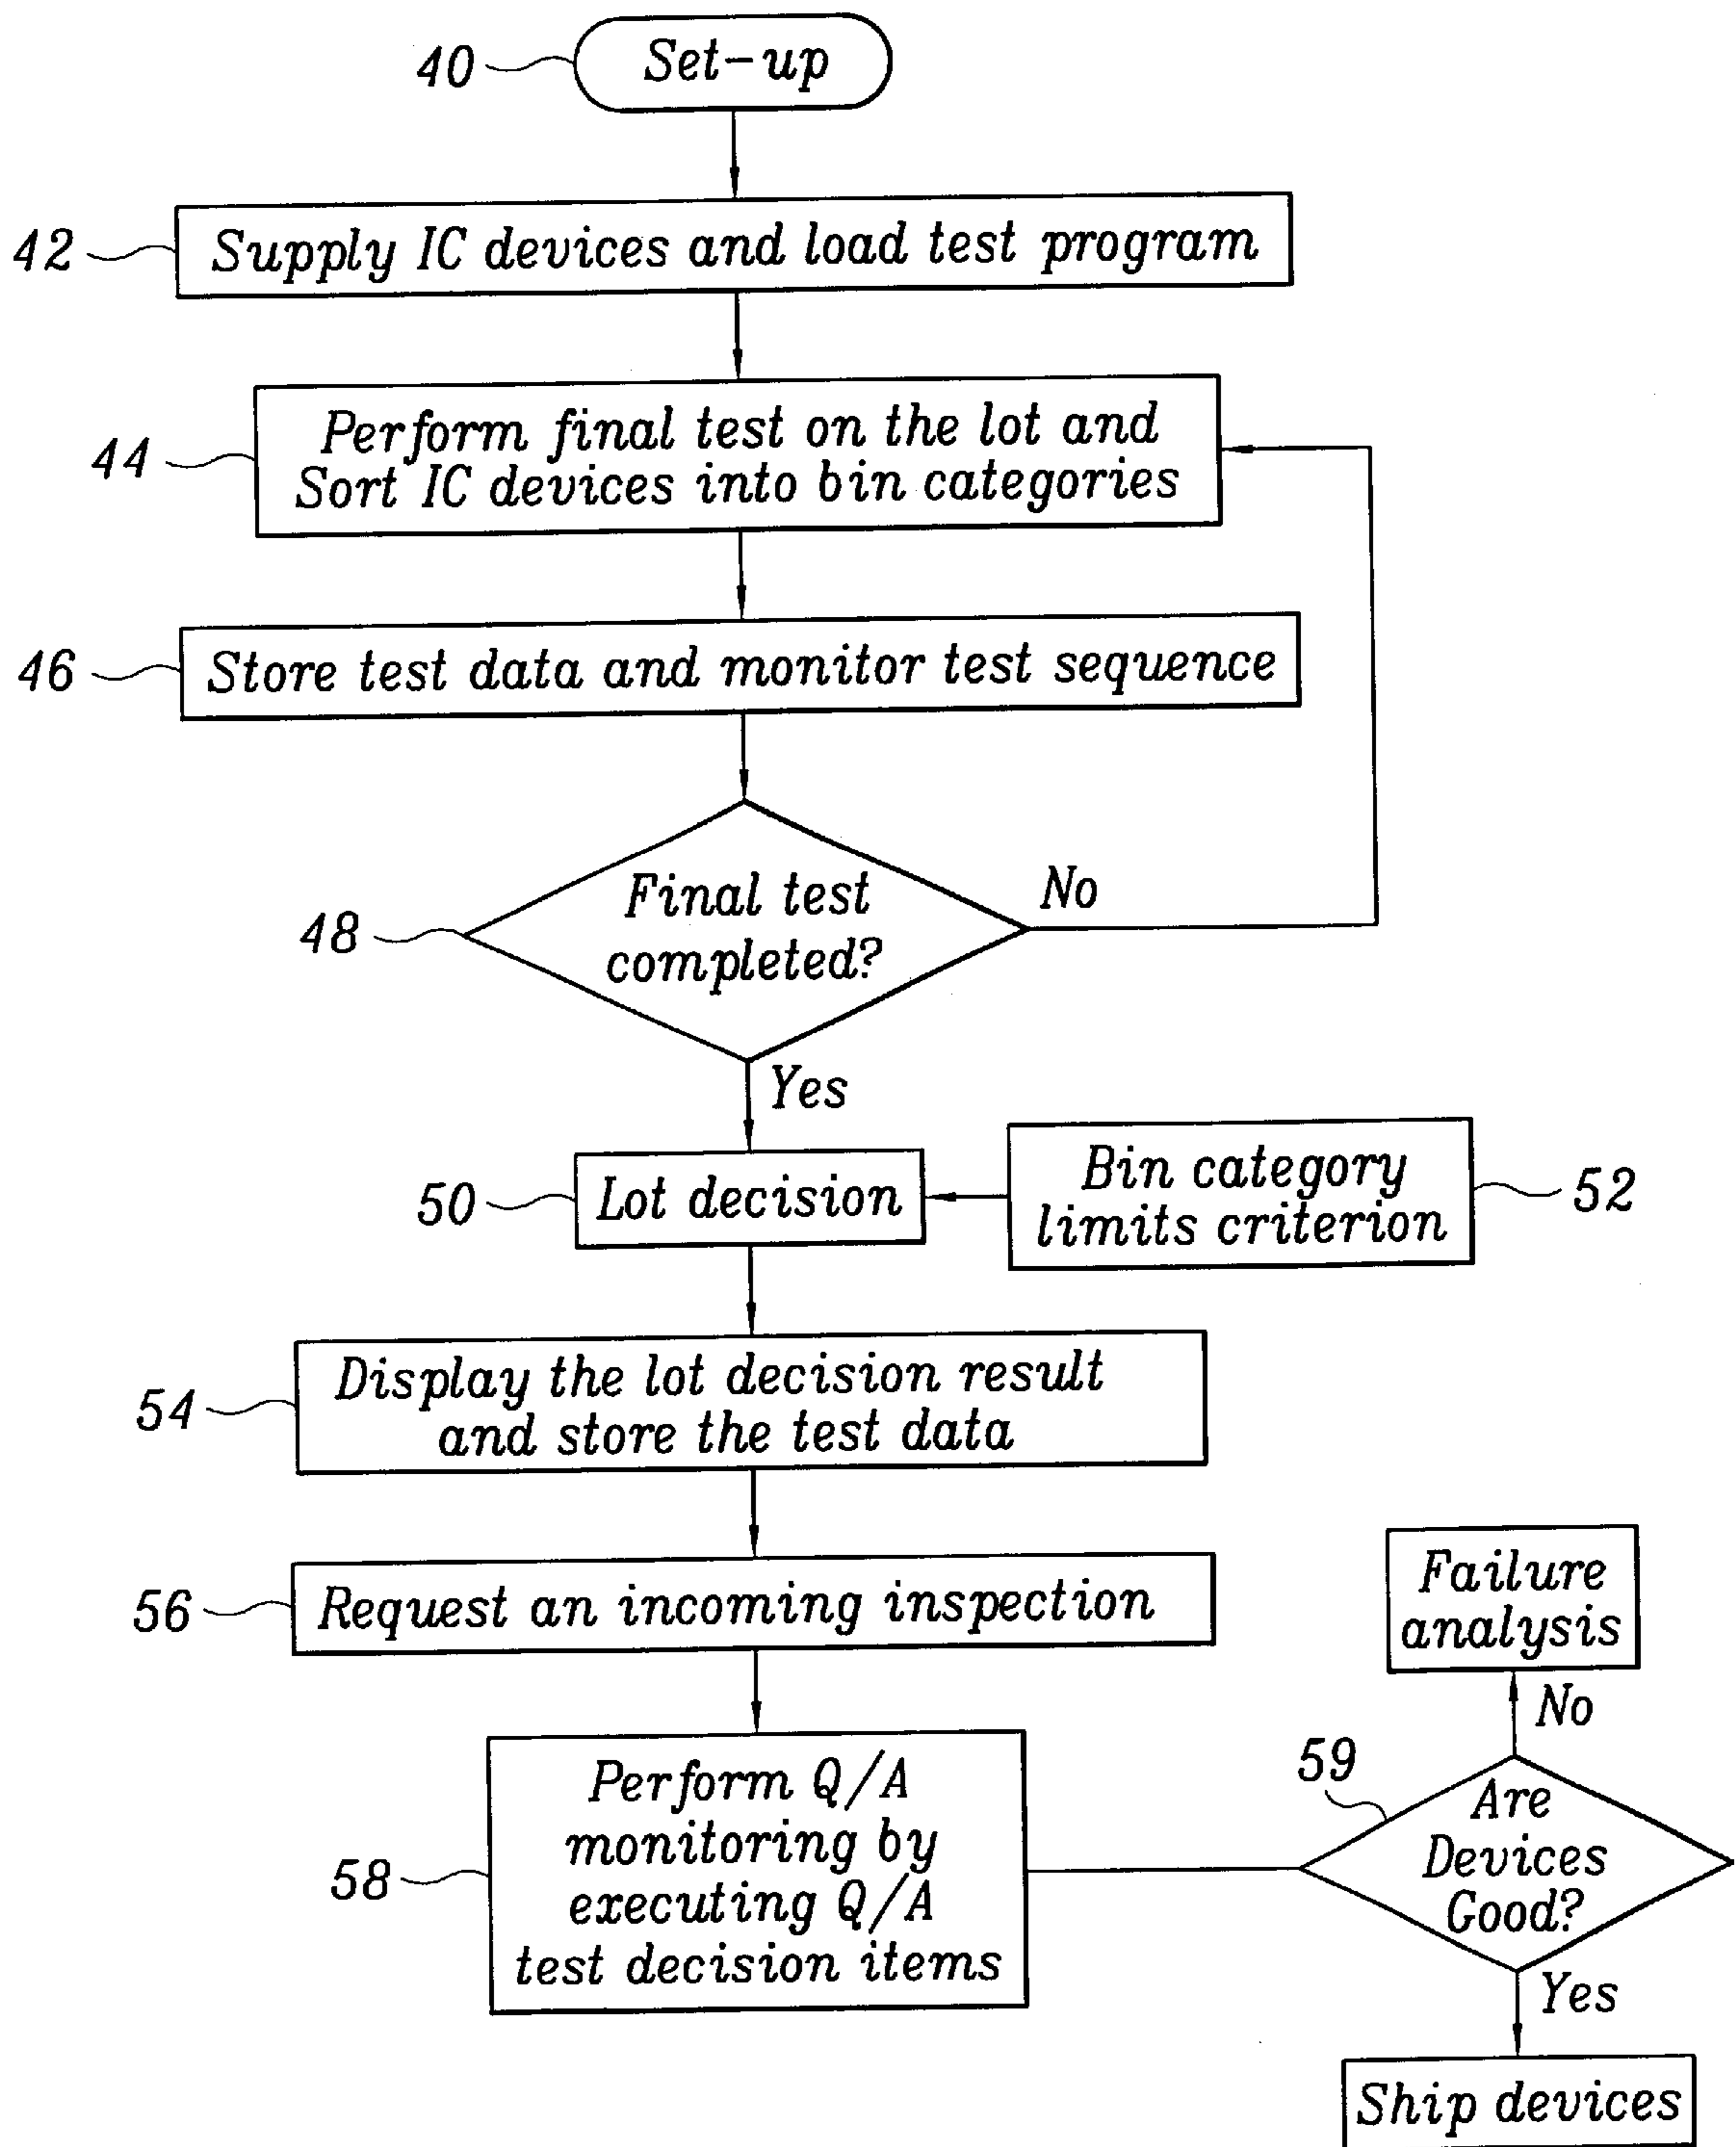 40
Set-up
42
Supply IC devices and load test program
44
Perform final test on the lot and
Sort IC devices into bin categories
46
Store test data and monitor test sequence
48
Final test
completed?
No
Yes
50
Lot decision
Bin category
limits criterion
52
54
Display the lot decision result
and store the test data
56
Request an incoming inspection
58
Perform Q/A
monitoring by
executing Q/A
test decision items
Failure
analysis
No
59
Are
Devices
Good?
Yes
Ship devices